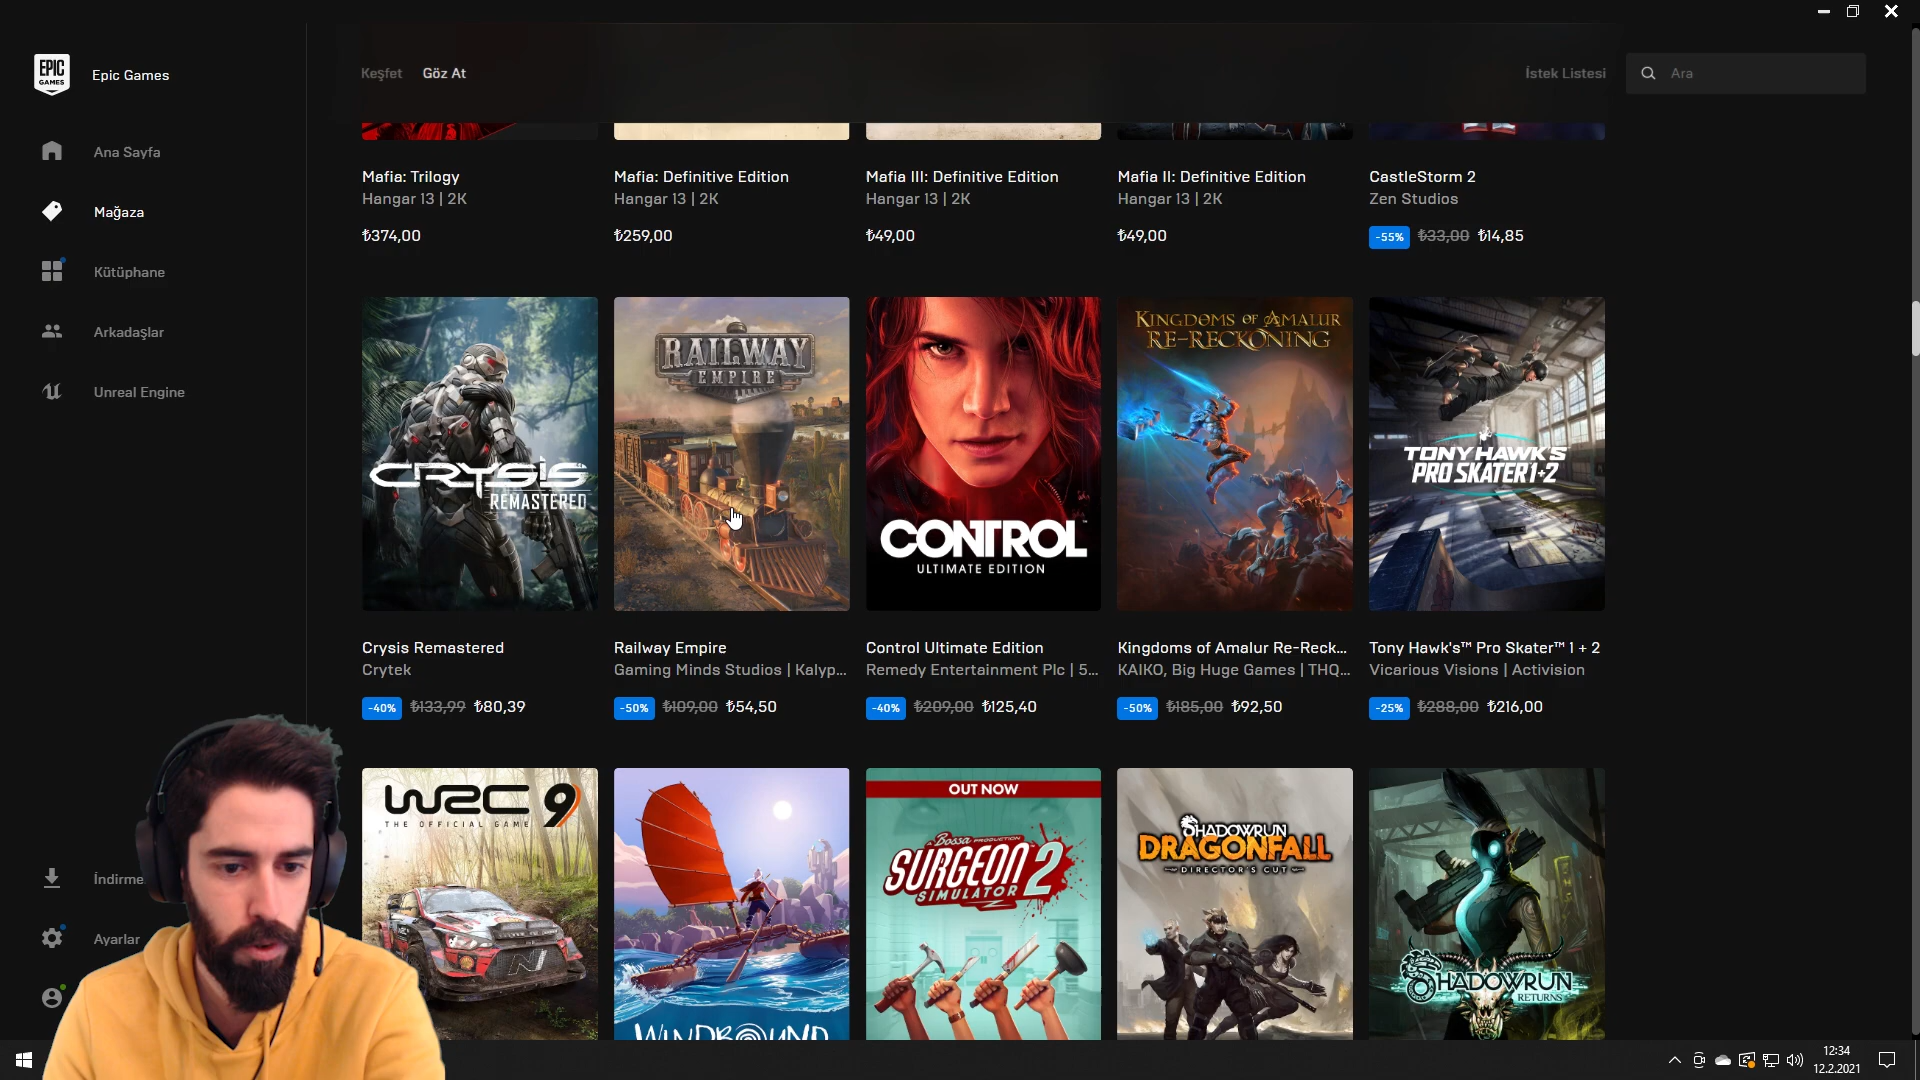 EPIC
GAMES
Epic Games
Keşfet
Göz At
İstek Listesi
Ara
Ana Sayfa
Mağaza
Kütüphane
Arkadaşlar
Unreal Engine
İndirme
Ayarlar
Mafia: Trilogy
Hangar 13 | 2K
₺374,00
Mafia: Definitive Edition
Hangar 13 | 2K
₺259,00
Mafia III: Definitive Edition
Hangar 13 | 2K
₺49,00
Mafia II: Definitive Edition
Hangar 13 | 2K
₺49,00
CastleStorm 2
Zen Studios
-55% ₺33,00 ₺14,85
CRYSIS
REMASTERED
RAILWAY
EMPIRE
CONTROL
ULTIMATE EDITION
KINGDOMS OF AMALUR
RE-RECKONING
TONY HAWK'S
PRO SKATER 1+2
Crysis Remastered
Crytek
-40% ₺133,99 ₺80,39
Railway Empire
Gaming Minds Studios | Kalyp...
-50% ₺109,00 ₺54,50
Control Ultimate Edition
Remedy Entertainment Plc | 5...
-40% ₺209,00 ₺125,40
Kingdoms of Amalur Re-Reck...
KAIKO, Big Huge Games | THQ...
-50% ₺185,00 ₺92,50
Tony Hawk's™ Pro Skater™ 1 + 2
Vicarious Visions | Activision
-25% ₺288,00 ₺216,00
WRC 9
THE OFFICIAL GAME
WINDBOUND
OUT NOW
Bossa PRODUCTION
SURGEON
SIMULATOR 2
SHADOWRUN
DRAGONFALL
DIRECTOR'S CUT
SHADOWRUN
RETURNS
12:34
12.2.2021